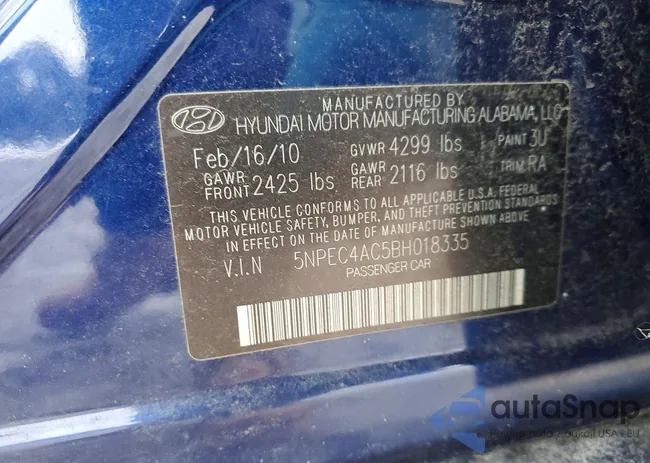 MANUFACTURED BY
HYUNDAI MOTOR MANUFACTURING ALABAMA, LLC
Feb/16/10 GVWR 4299 lbs PAINT 3U
GAWR FRONT 2425 lbs GAWR REAR 2116 lbs TRIM RA
THIS VEHICLE CONFORMS TO ALL APPLICABLE U.S.A. FEDERAL
MOTOR VEHICLE SAFETY, BUMPER, AND THEFT PREVENTION STANDARDS
IN EFFECT ON THE DATE OF MANUFACTURE SHOWN ABOVE
V.I.N 5NPEC4AC5BH018335
PASSENGER CAR
autaSnap